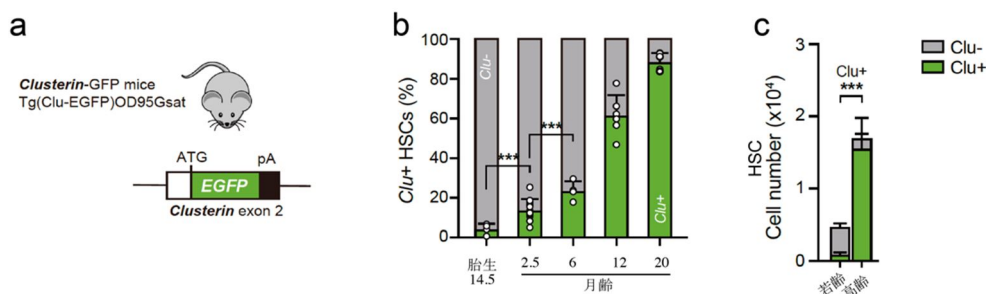 a
Clusterin-GFP mice
Tg(Clu-EGFP)OD95Gsat
ATG
pA
EGFP
Clusterin exon 2
b
Clu+ HSCs (%)
100
80
60
40
20
0
Clu-
***
***
Clu+
胎生
14.5
2.5
6
12
20
月齢
c
HSC
Cell number (x10⁴)
3
2
1
0
Clu+
***
若齢
高齢
Clu-
Clu+